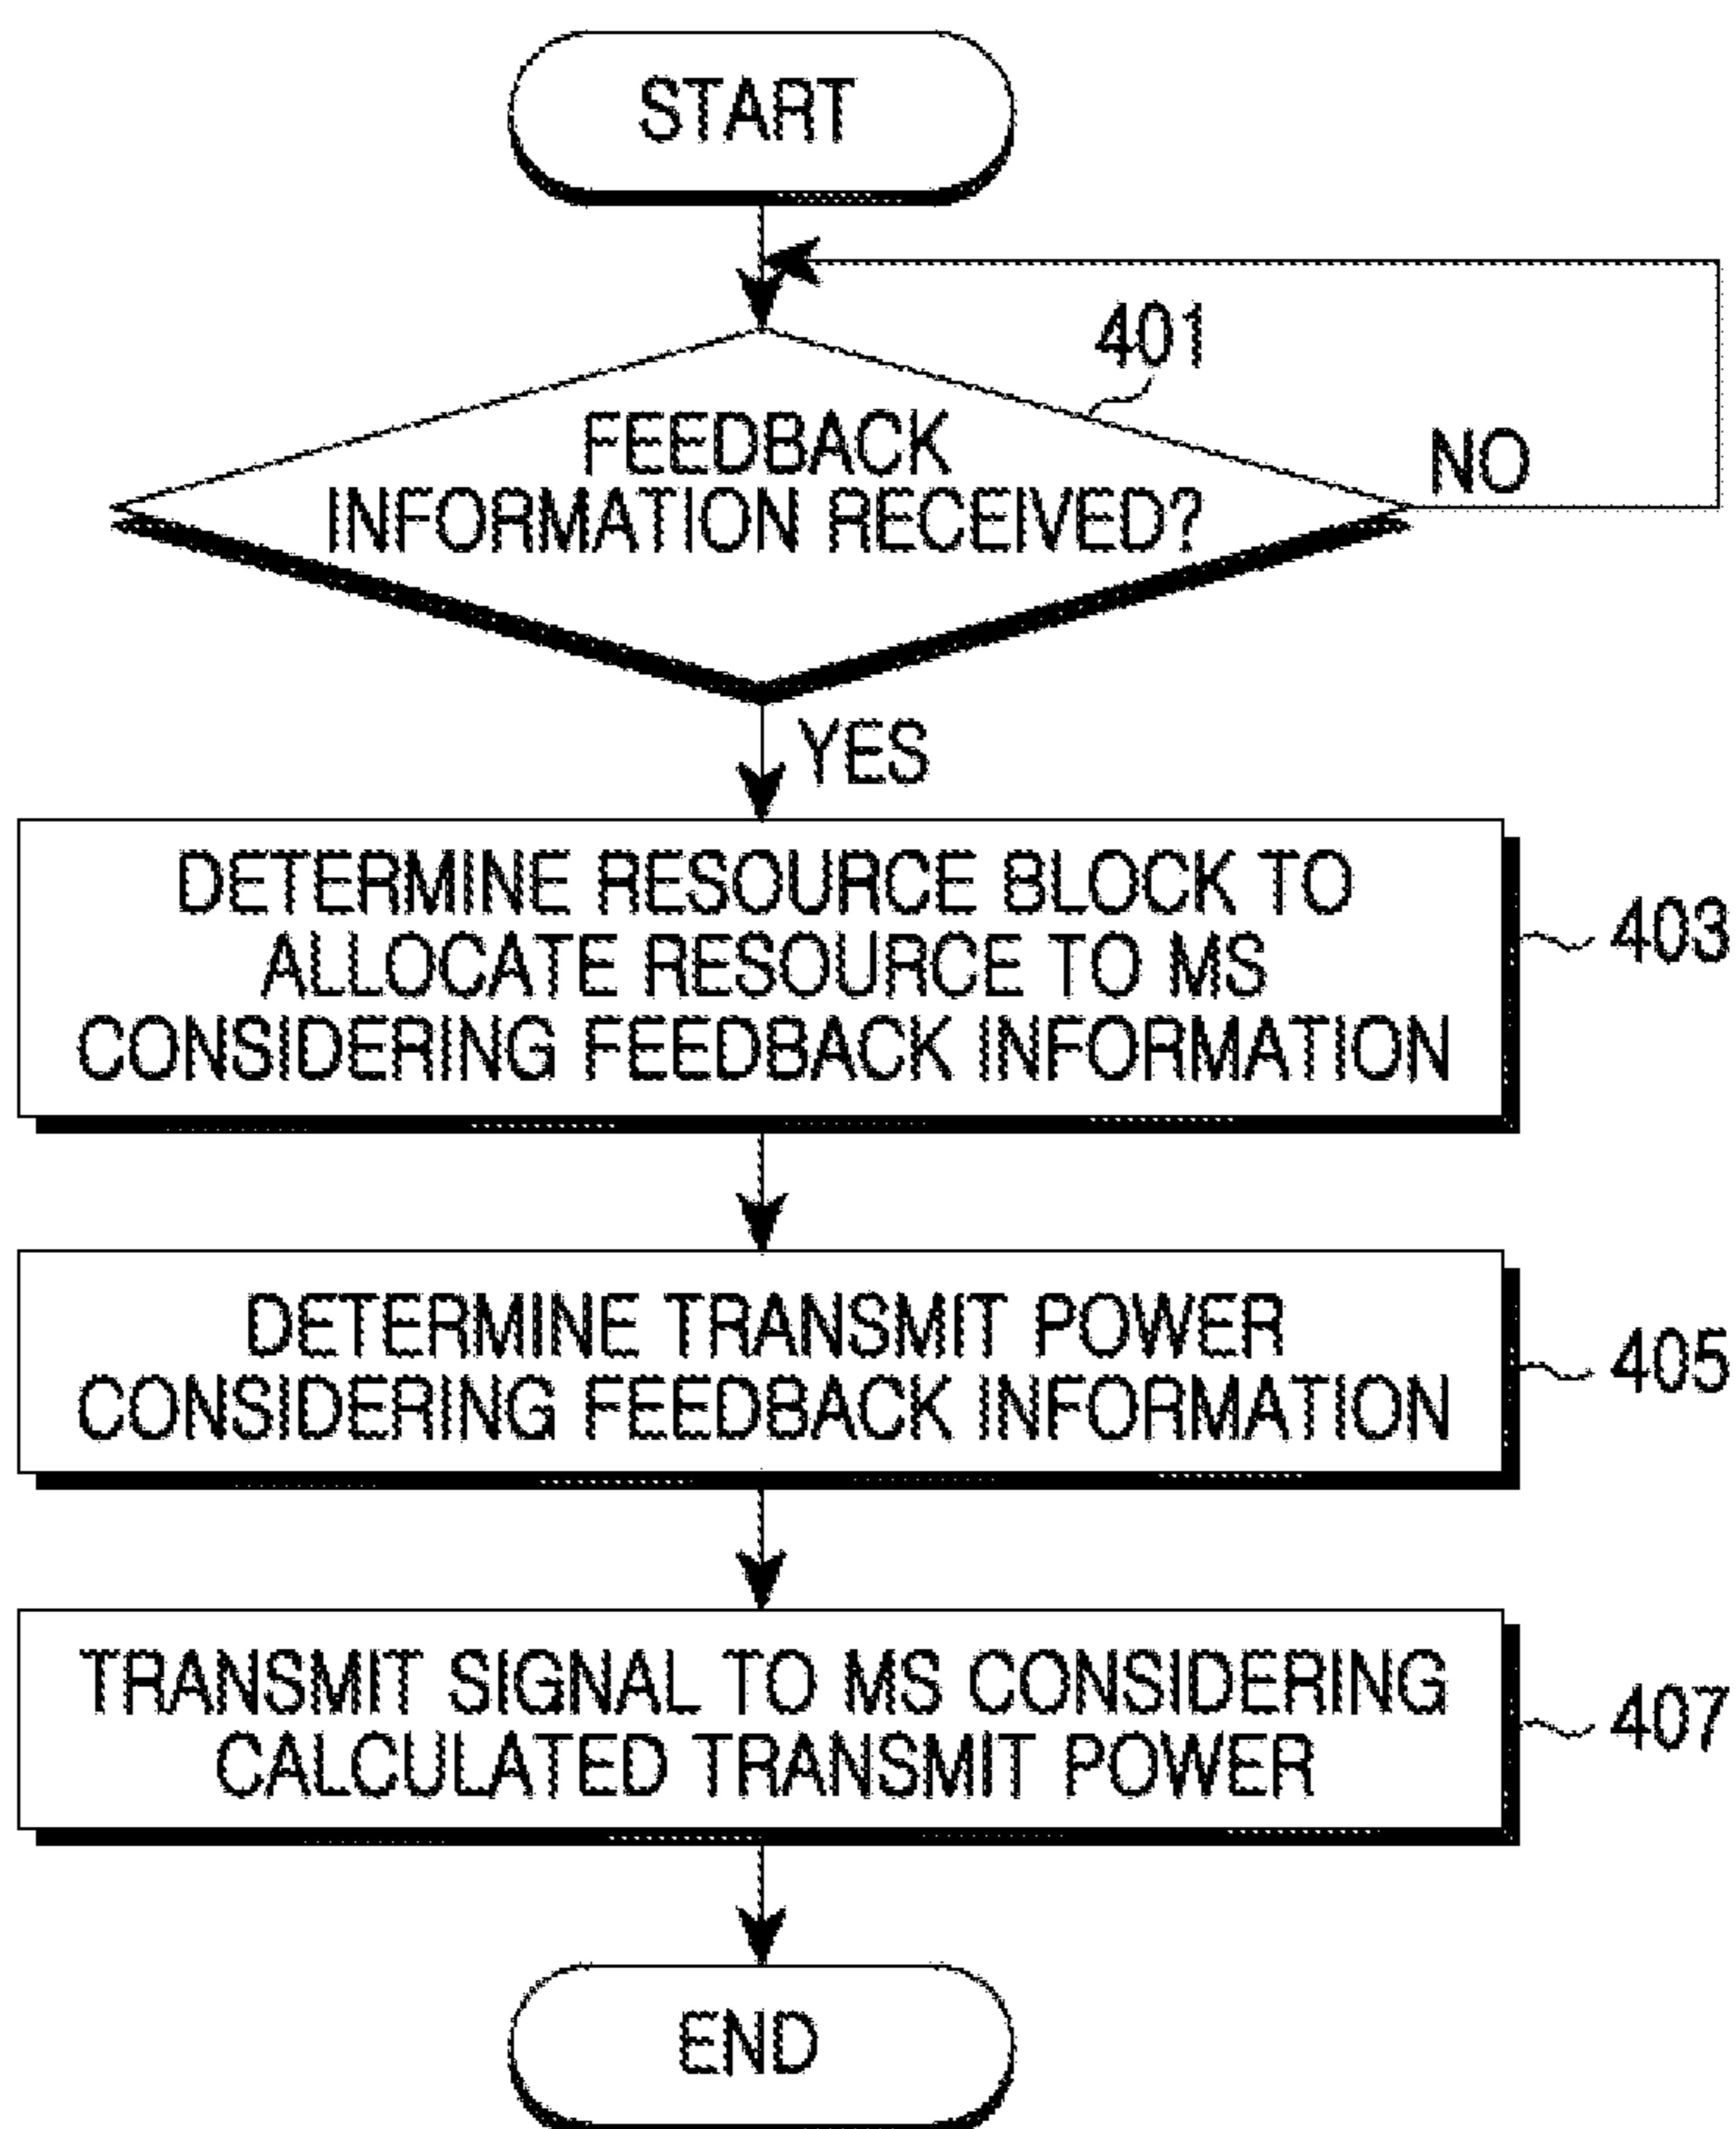 START
401
FEEDBACK
INFORMATION RECEIVED?
NO
YES
DETERMINE RESOURCE BLOCK TO
ALLOCATE RESOURCE TO MS
CONSIDERING FEEDBACK INFORMATION
403
DETERMINE TRANSMIT POWER
CONSIDERING FEEDBACK INFORMATION
405
TRANSMIT SIGNAL TO MS CONSIDERING
CALCULATED TRANSMIT POWER
407
END